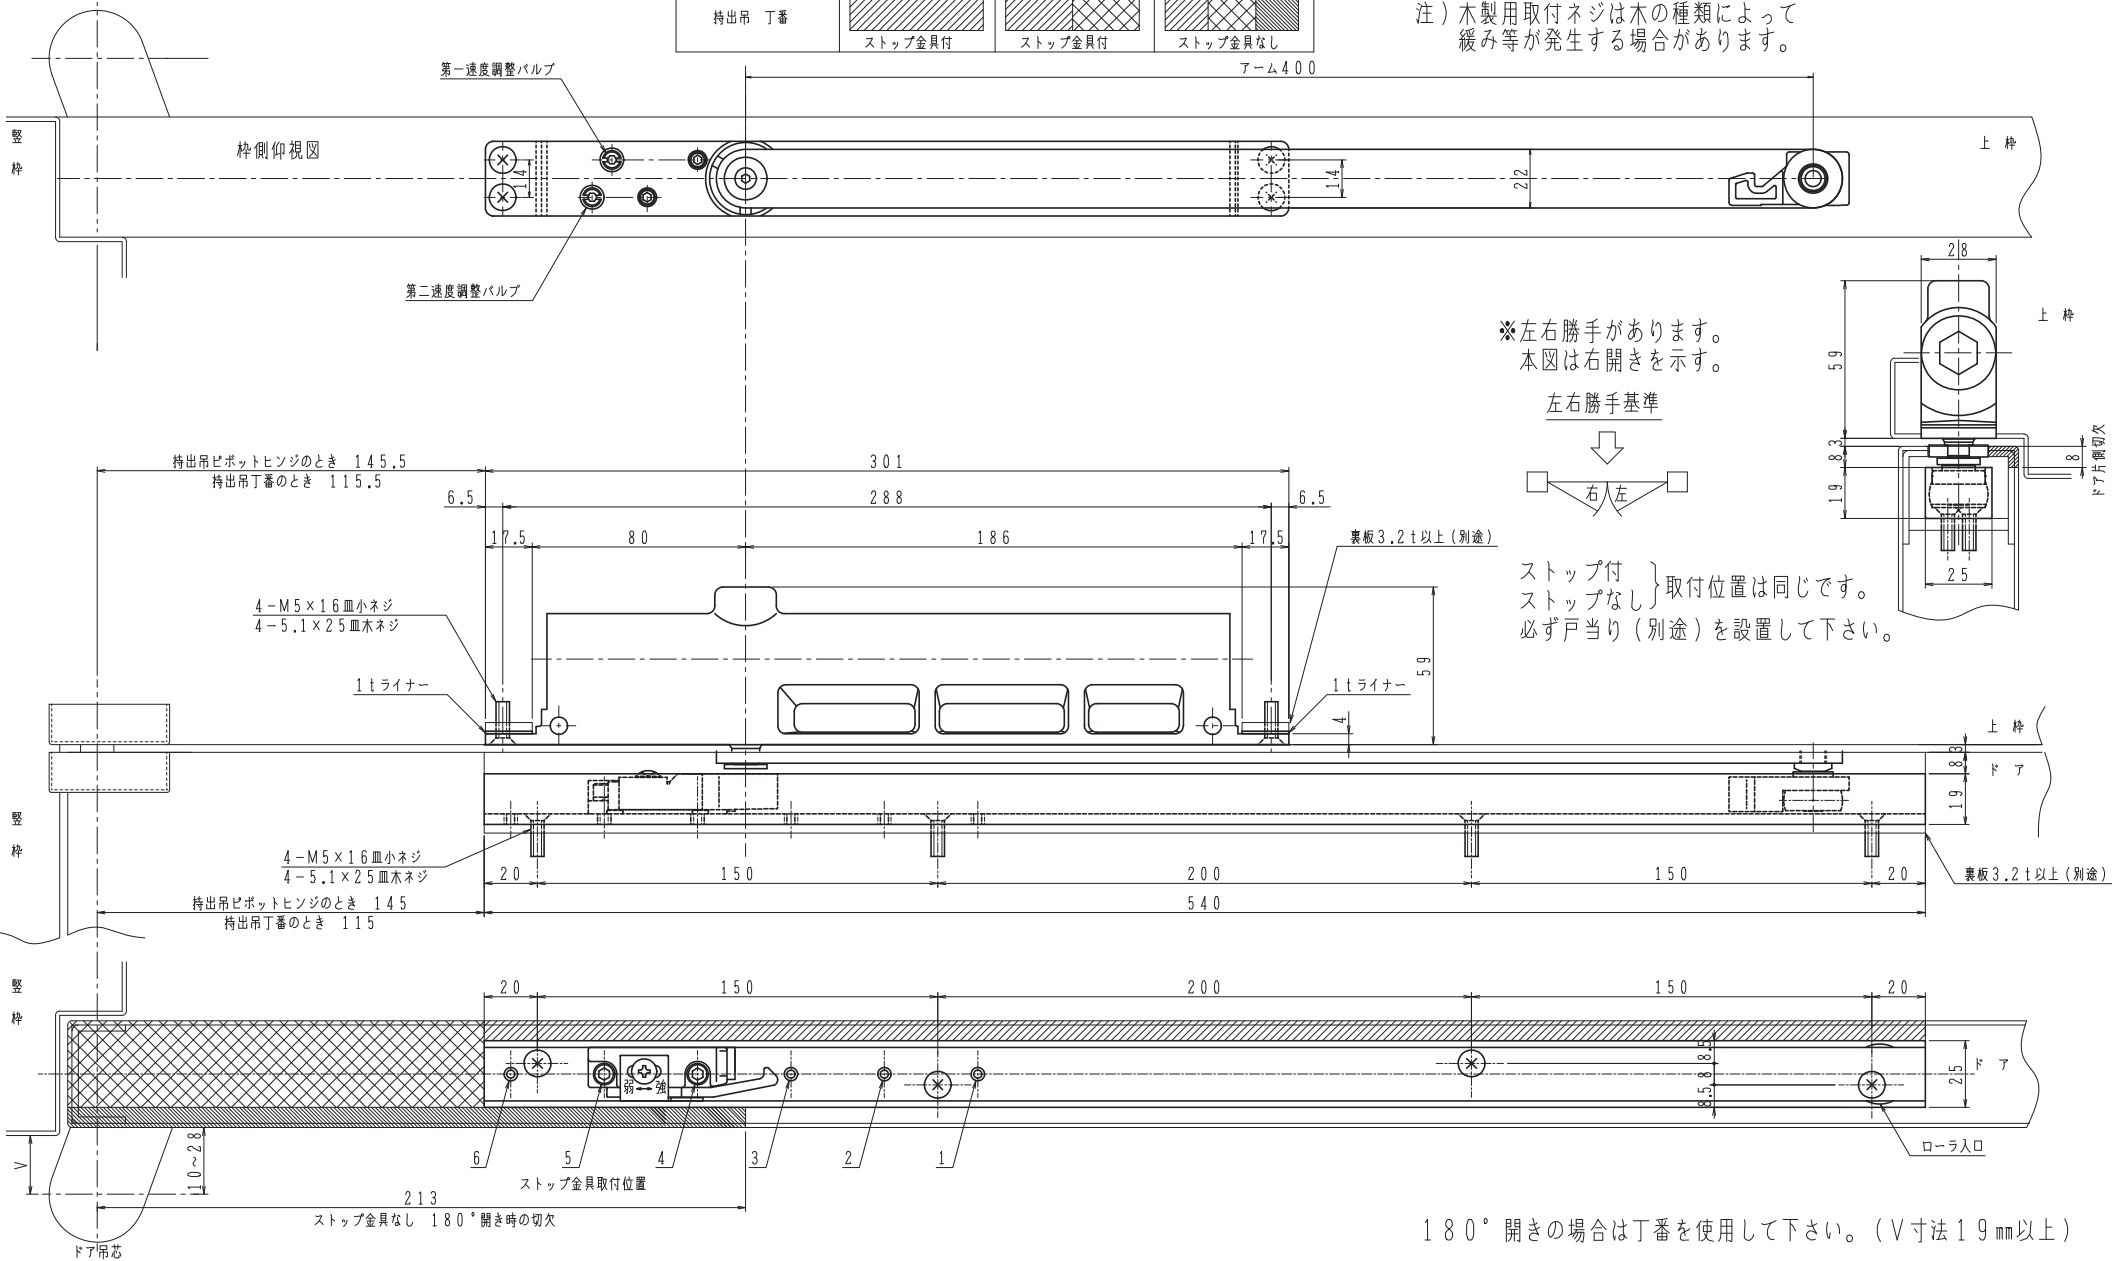 持出吊 丁番
ストップ金具付
ストップ金具付
ストップ金具なし
注）木製用取付ネジは木の種類によって
緩み等が発生する場合があります。
アーム400
第一速度調整バルブ
竪枠
枠側仰視図
14
14
22
上 枠
第二速度調整バルブ
28
59
上 枠
3
8
19
8
ドア片側切欠
25
※左右勝手があります。
本図は右開きを示す。
左右勝手基準
右 左
ストップ付
ストップなし
取付位置は同じです。
必ず戸当り（別途）を設置して下さい。
持出吊ピボットヒンジのとき 145.5
持出吊丁番のとき 115.5
301
6.5
288
6.5
17.5
80
186
17.5
裏板3.2t以上（別途）
4-M5×16皿小ネジ
4-5.1×25皿木ネジ
1tライナー
1tライナー
59
4
上 枠
3
8
ド ア
19
竪枠
4-M5×16皿小ネジ
4-5.1×25皿木ネジ
20
150
200
150
20
裏板3.2t以上（別途）
持出吊ピボットヒンジのとき 145
持出吊丁番のとき 115
540
竪枠
20
150
200
150
20
弱 ↔ 強
8.5
8
8.5
25
ド ア
V
10~28
6
5
4
3
2
1
ストップ金具取付位置
ローラ入口
213
ストップ金具なし 180°開き時の切欠
ドア吊芯
180°開きの場合は丁番を使用して下さい。（V寸法19mm以上）